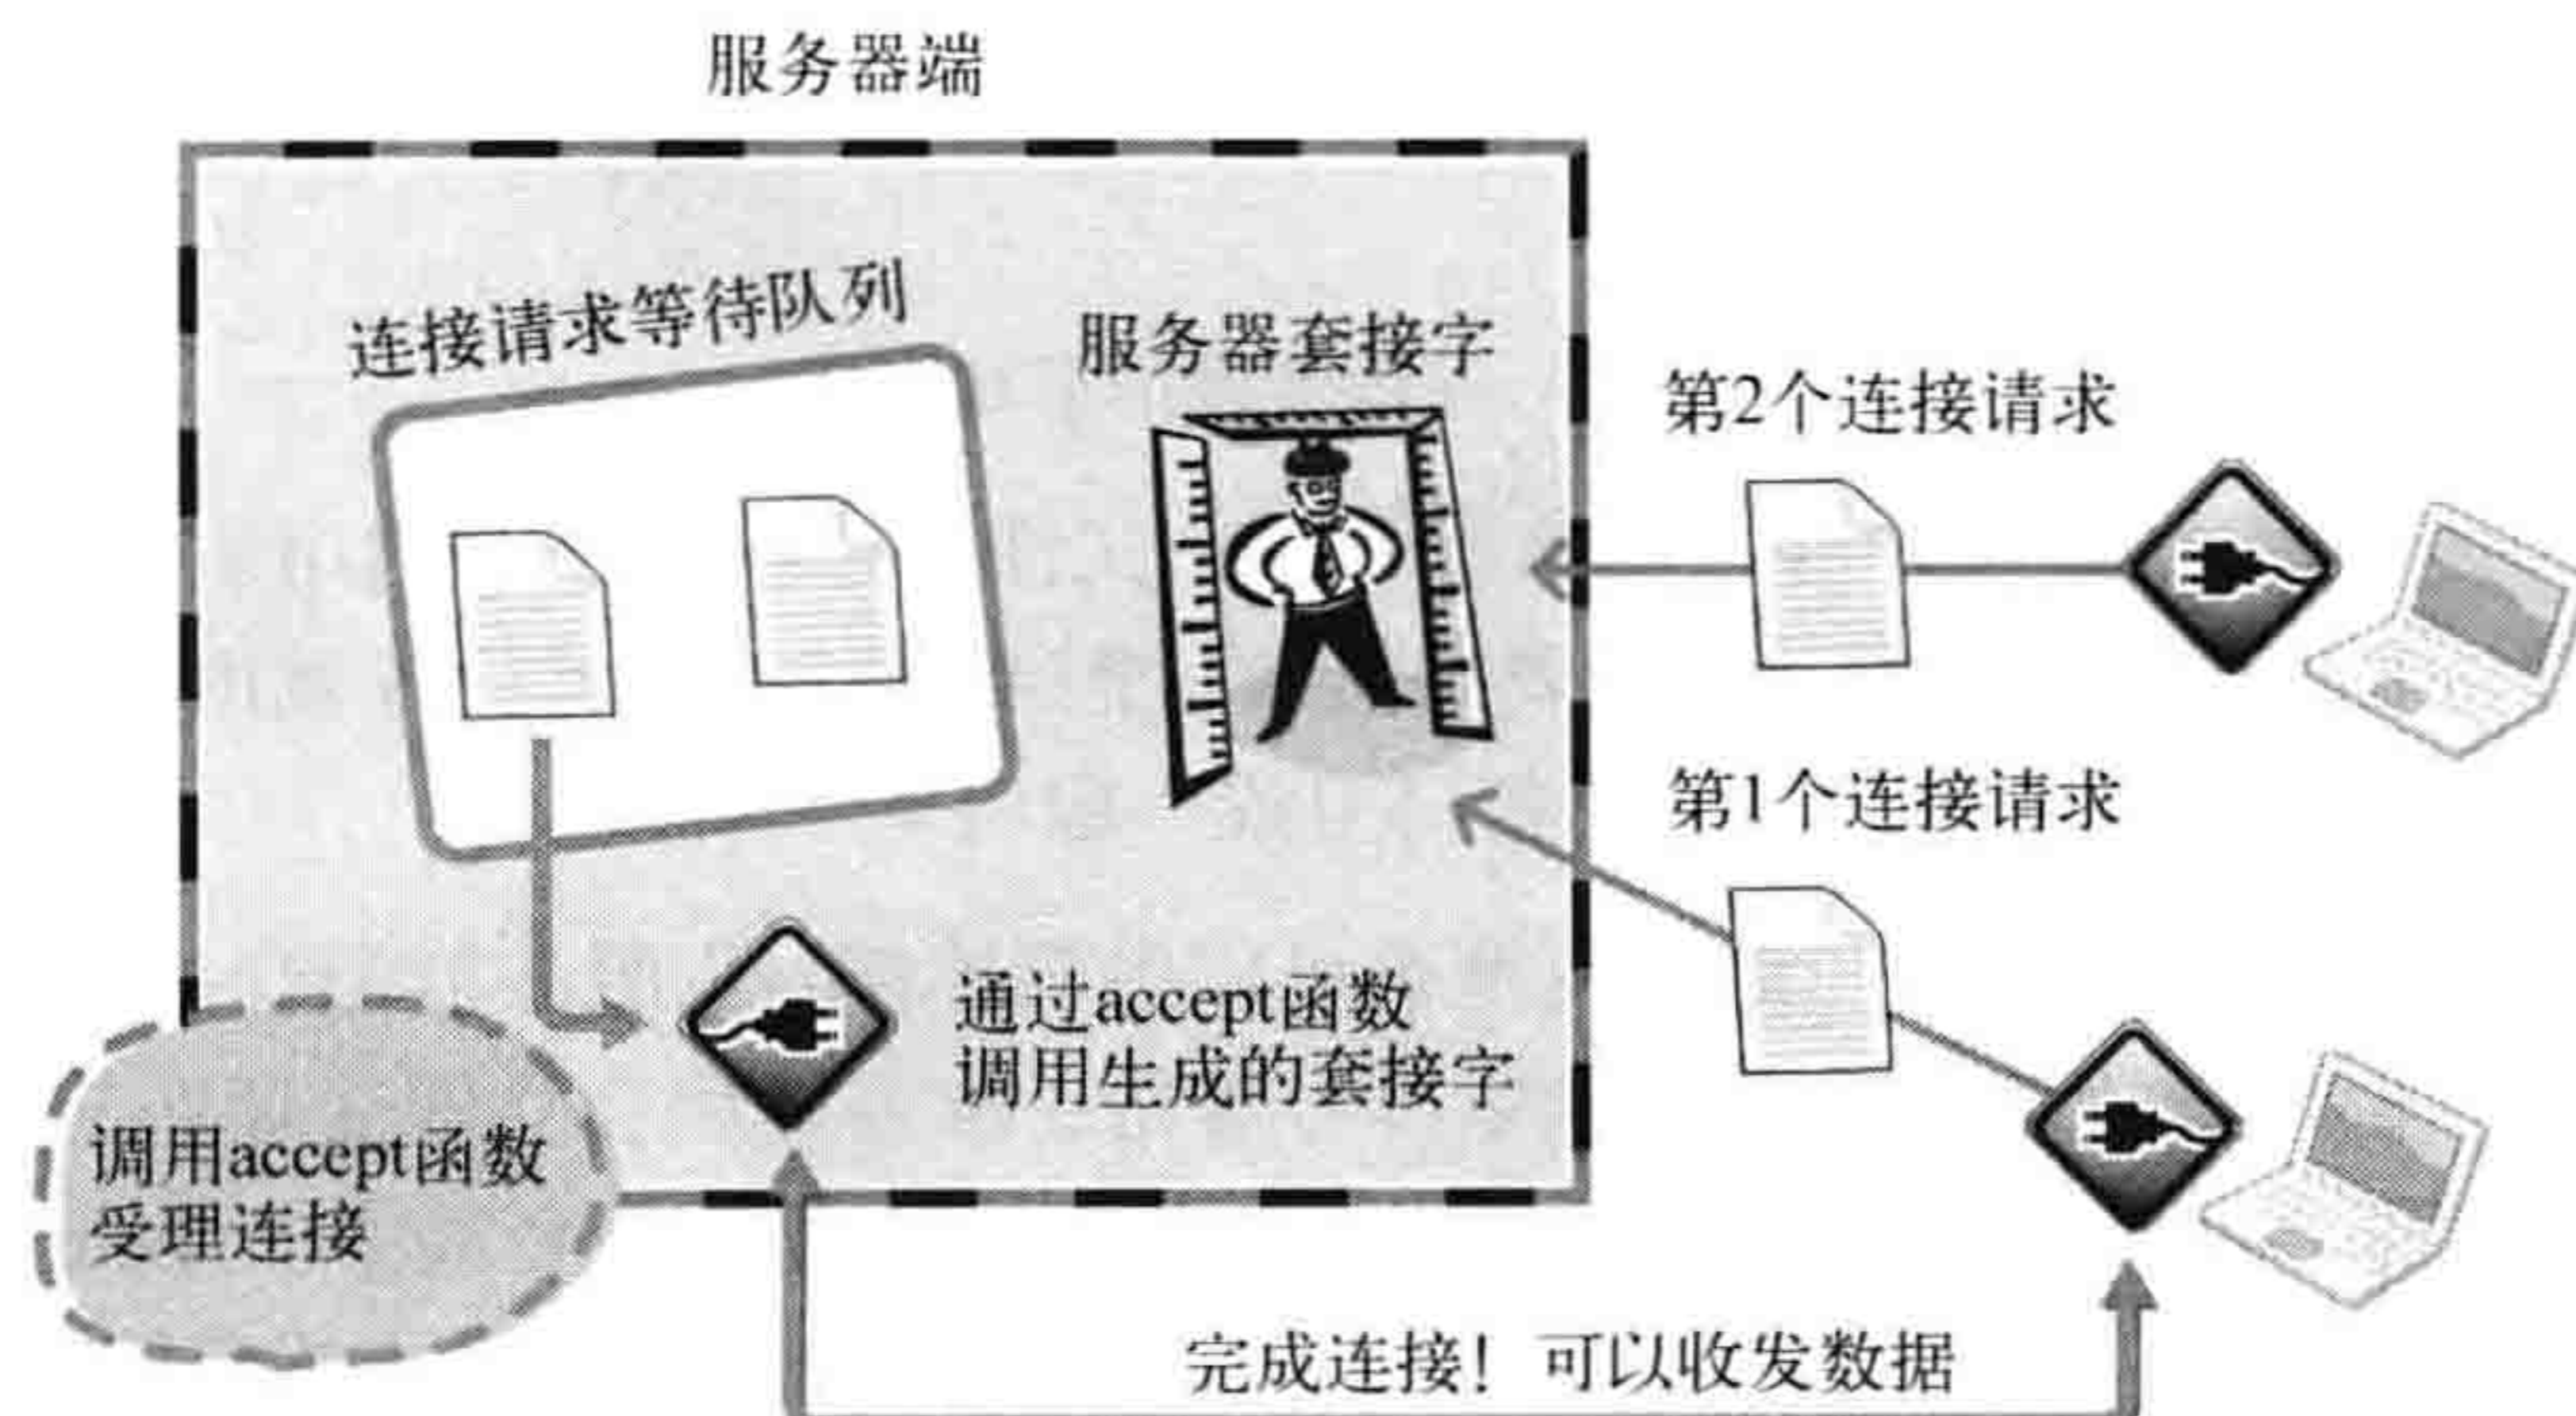 服务器端
连接请求等待队列
服务器套接字
第2个连接请求
第1个连接请求
通过accept函数
调用生成的套接字
调用accept函数
受理连接
完成连接！可以收发数据